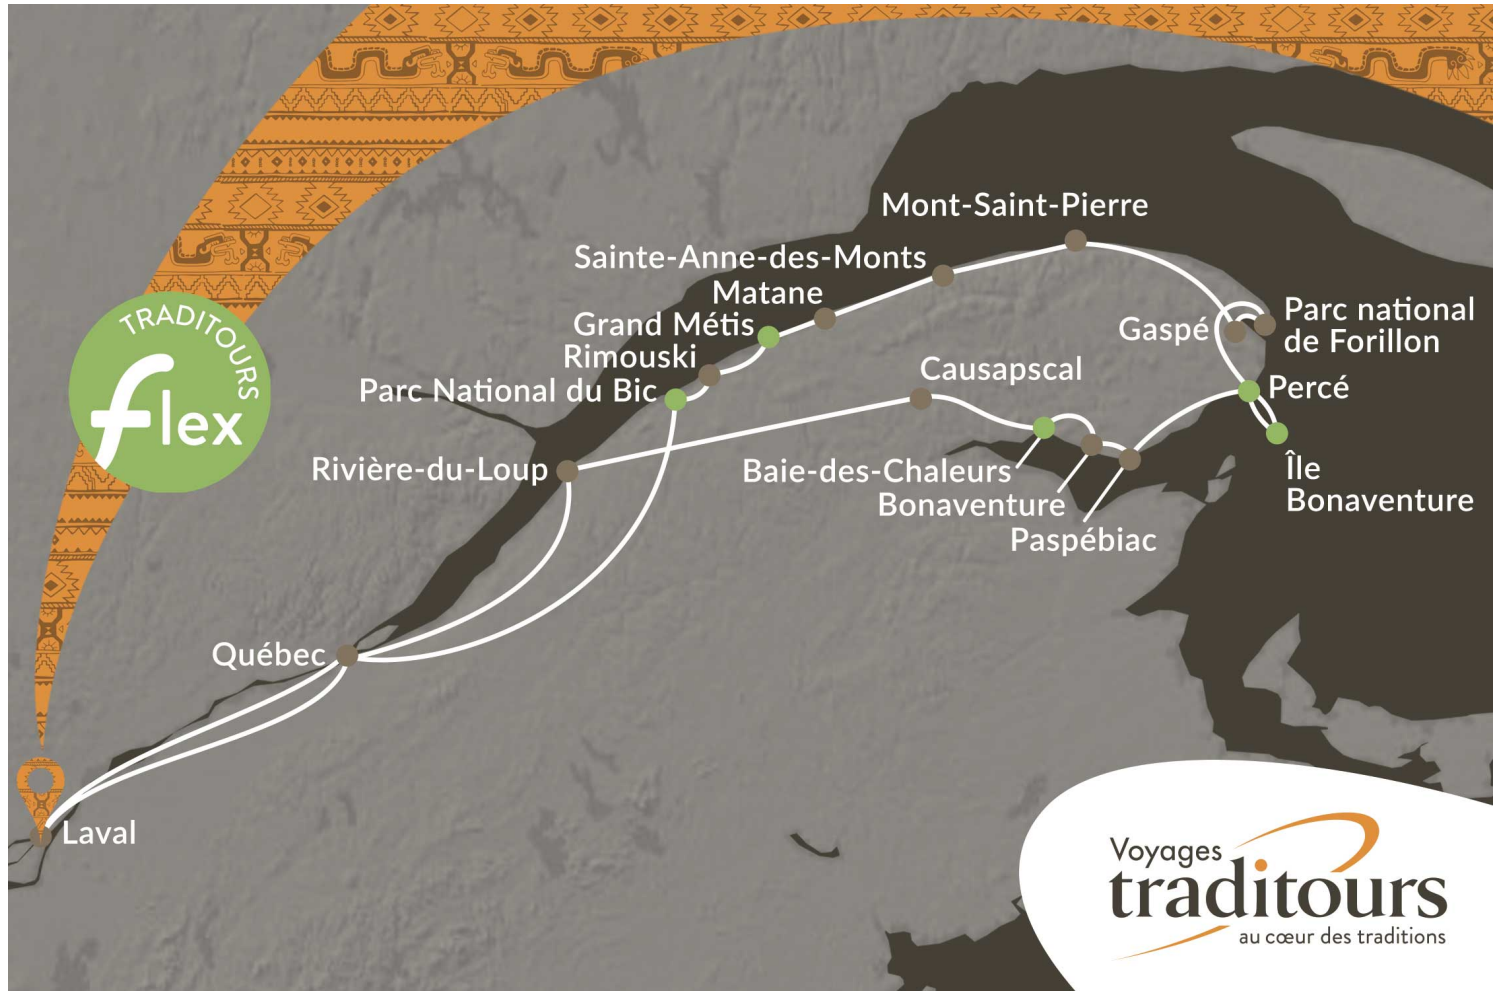 TRADITOURS
flex
Mont-Saint-Pierre
Sainte-Anne-des-Monts
Matane
Grand Métis
Rimouski
Parc National du Bic
Rivière-du-Loup
Québec
Laval
Causapscal
Baie-des-Chaleurs
Bonaventure
Paspébiac
Gaspé
Parc national
de Forillon
Percé
Île
Bonaventure
Voyages
traditours
au cœur des traditions